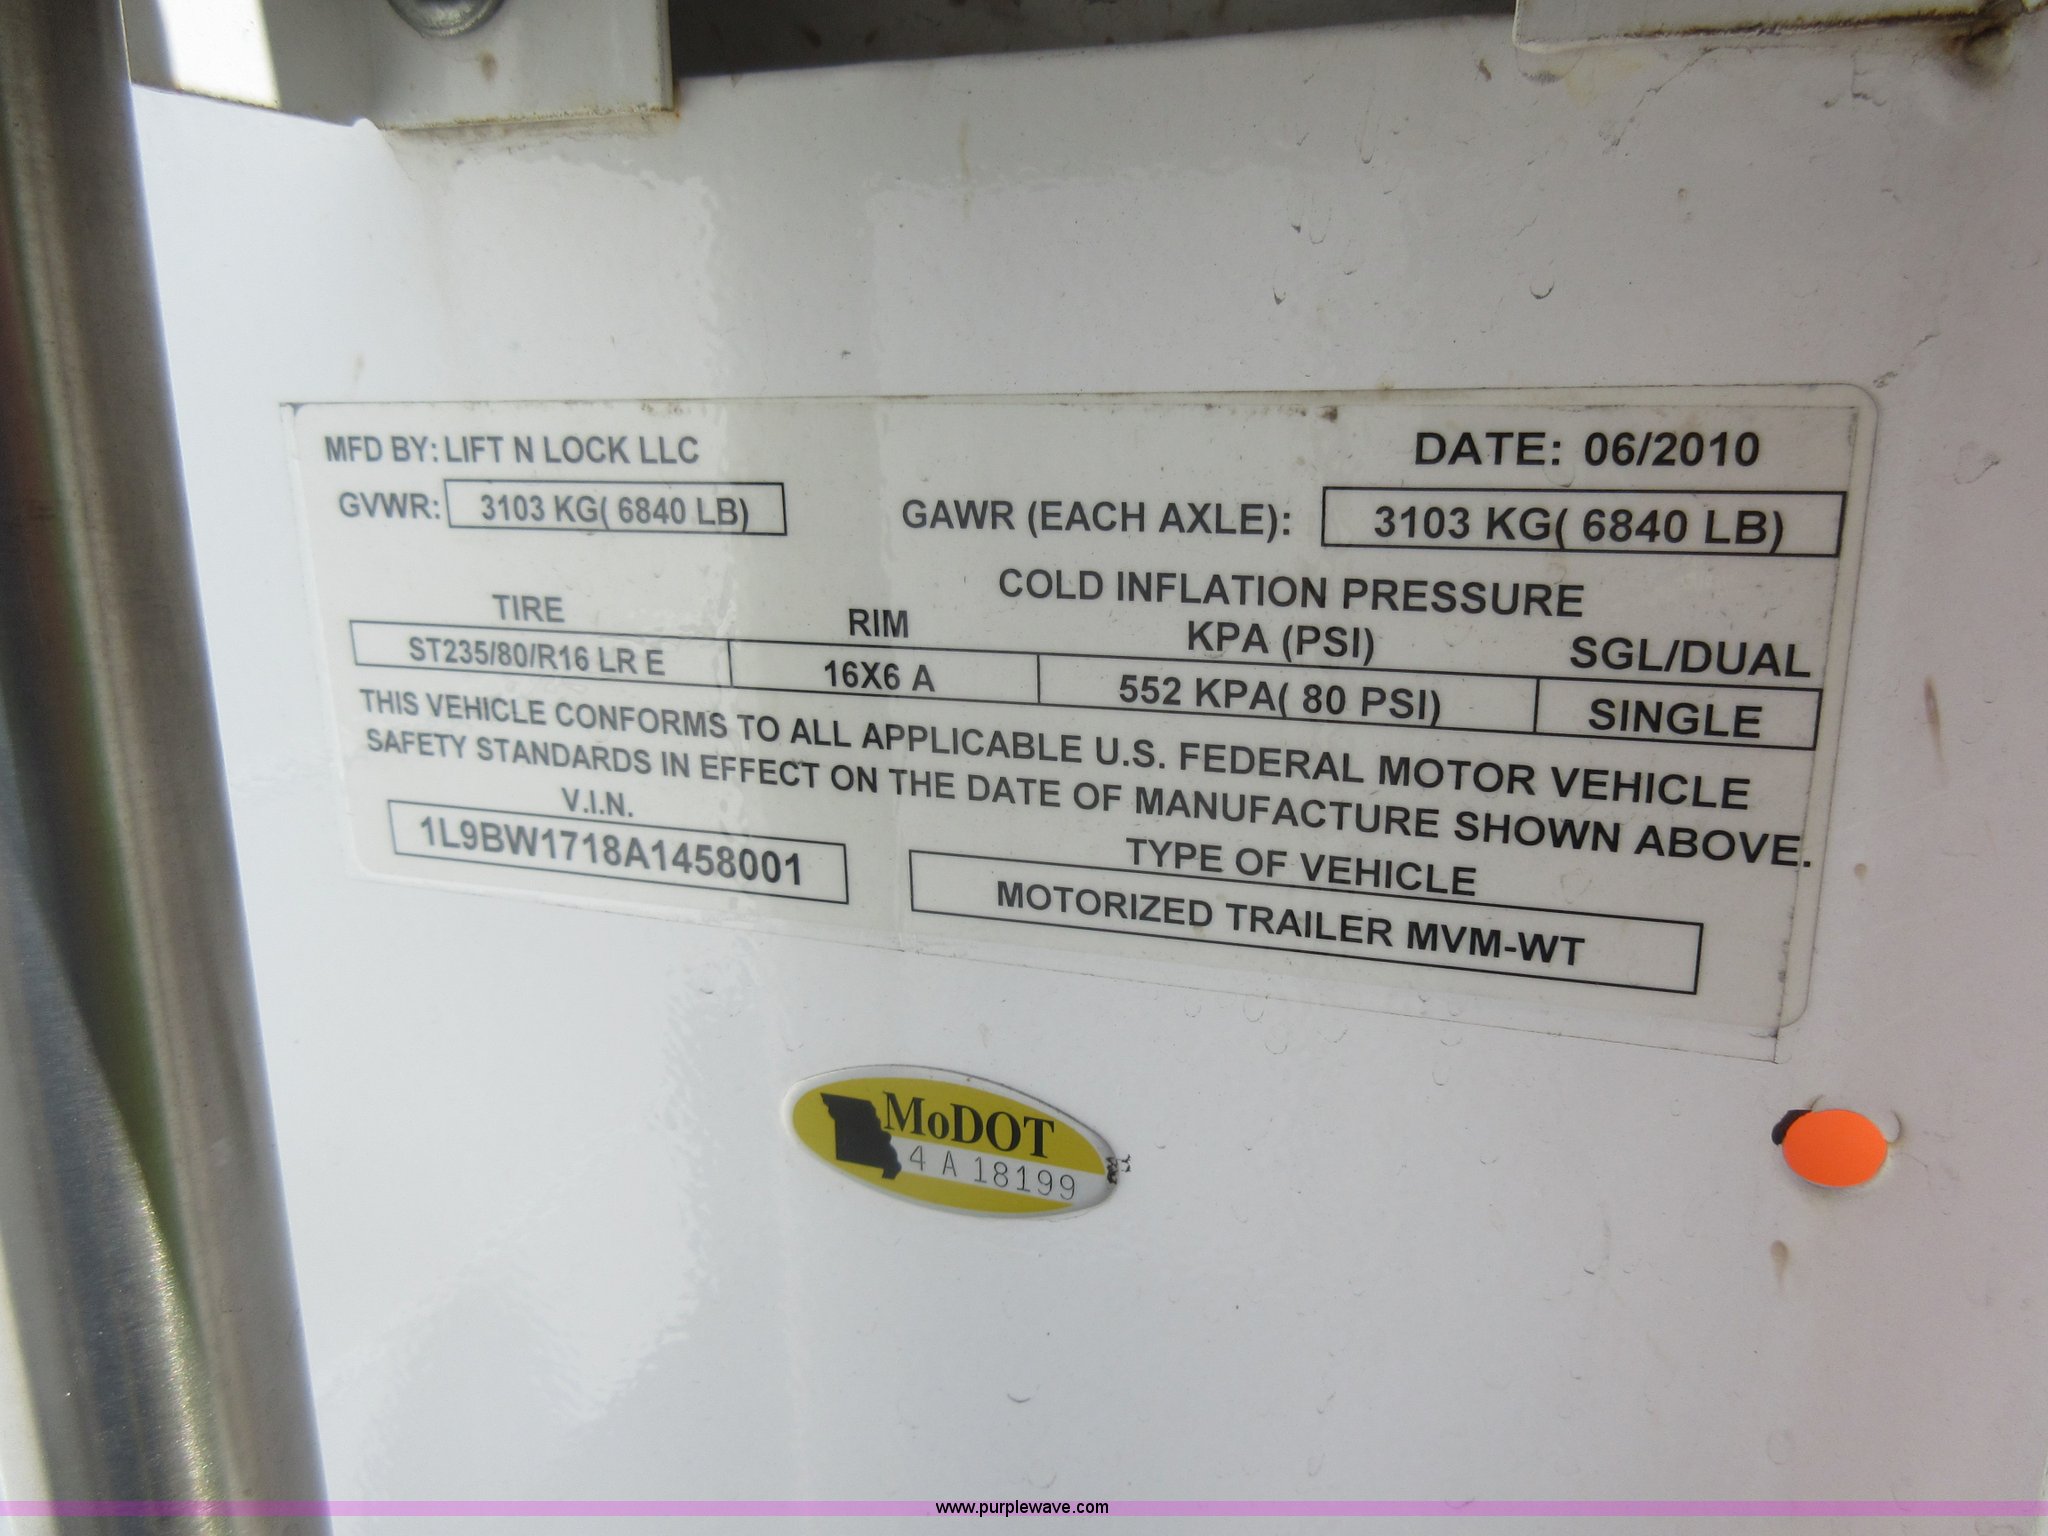 MFD BY: LIFT N LOCK LLC
DATE: 06/2010
GVWR: 3103 KG( 6840 LB)
GAWR (EACH AXLE): 3103 KG( 6840 LB)
COLD INFLATION PRESSURE
TIRE RIM KPA (PSI) SGL/DUAL
ST235/80/R16 LR E 16X6 A 552 KPA( 80 PSI) SINGLE
THIS VEHICLE CONFORMS TO ALL APPLICABLE U.S. FEDERAL MOTOR VEHICLE
SAFETY STANDARDS IN EFFECT ON THE DATE OF MANUFACTURE SHOWN ABOVE.
V.I.N. TYPE OF VEHICLE
1L9BW1718A1458001 MOTORIZED TRAILER MVM-WT
MoDOT
4 A 18199
www.purplewave.com